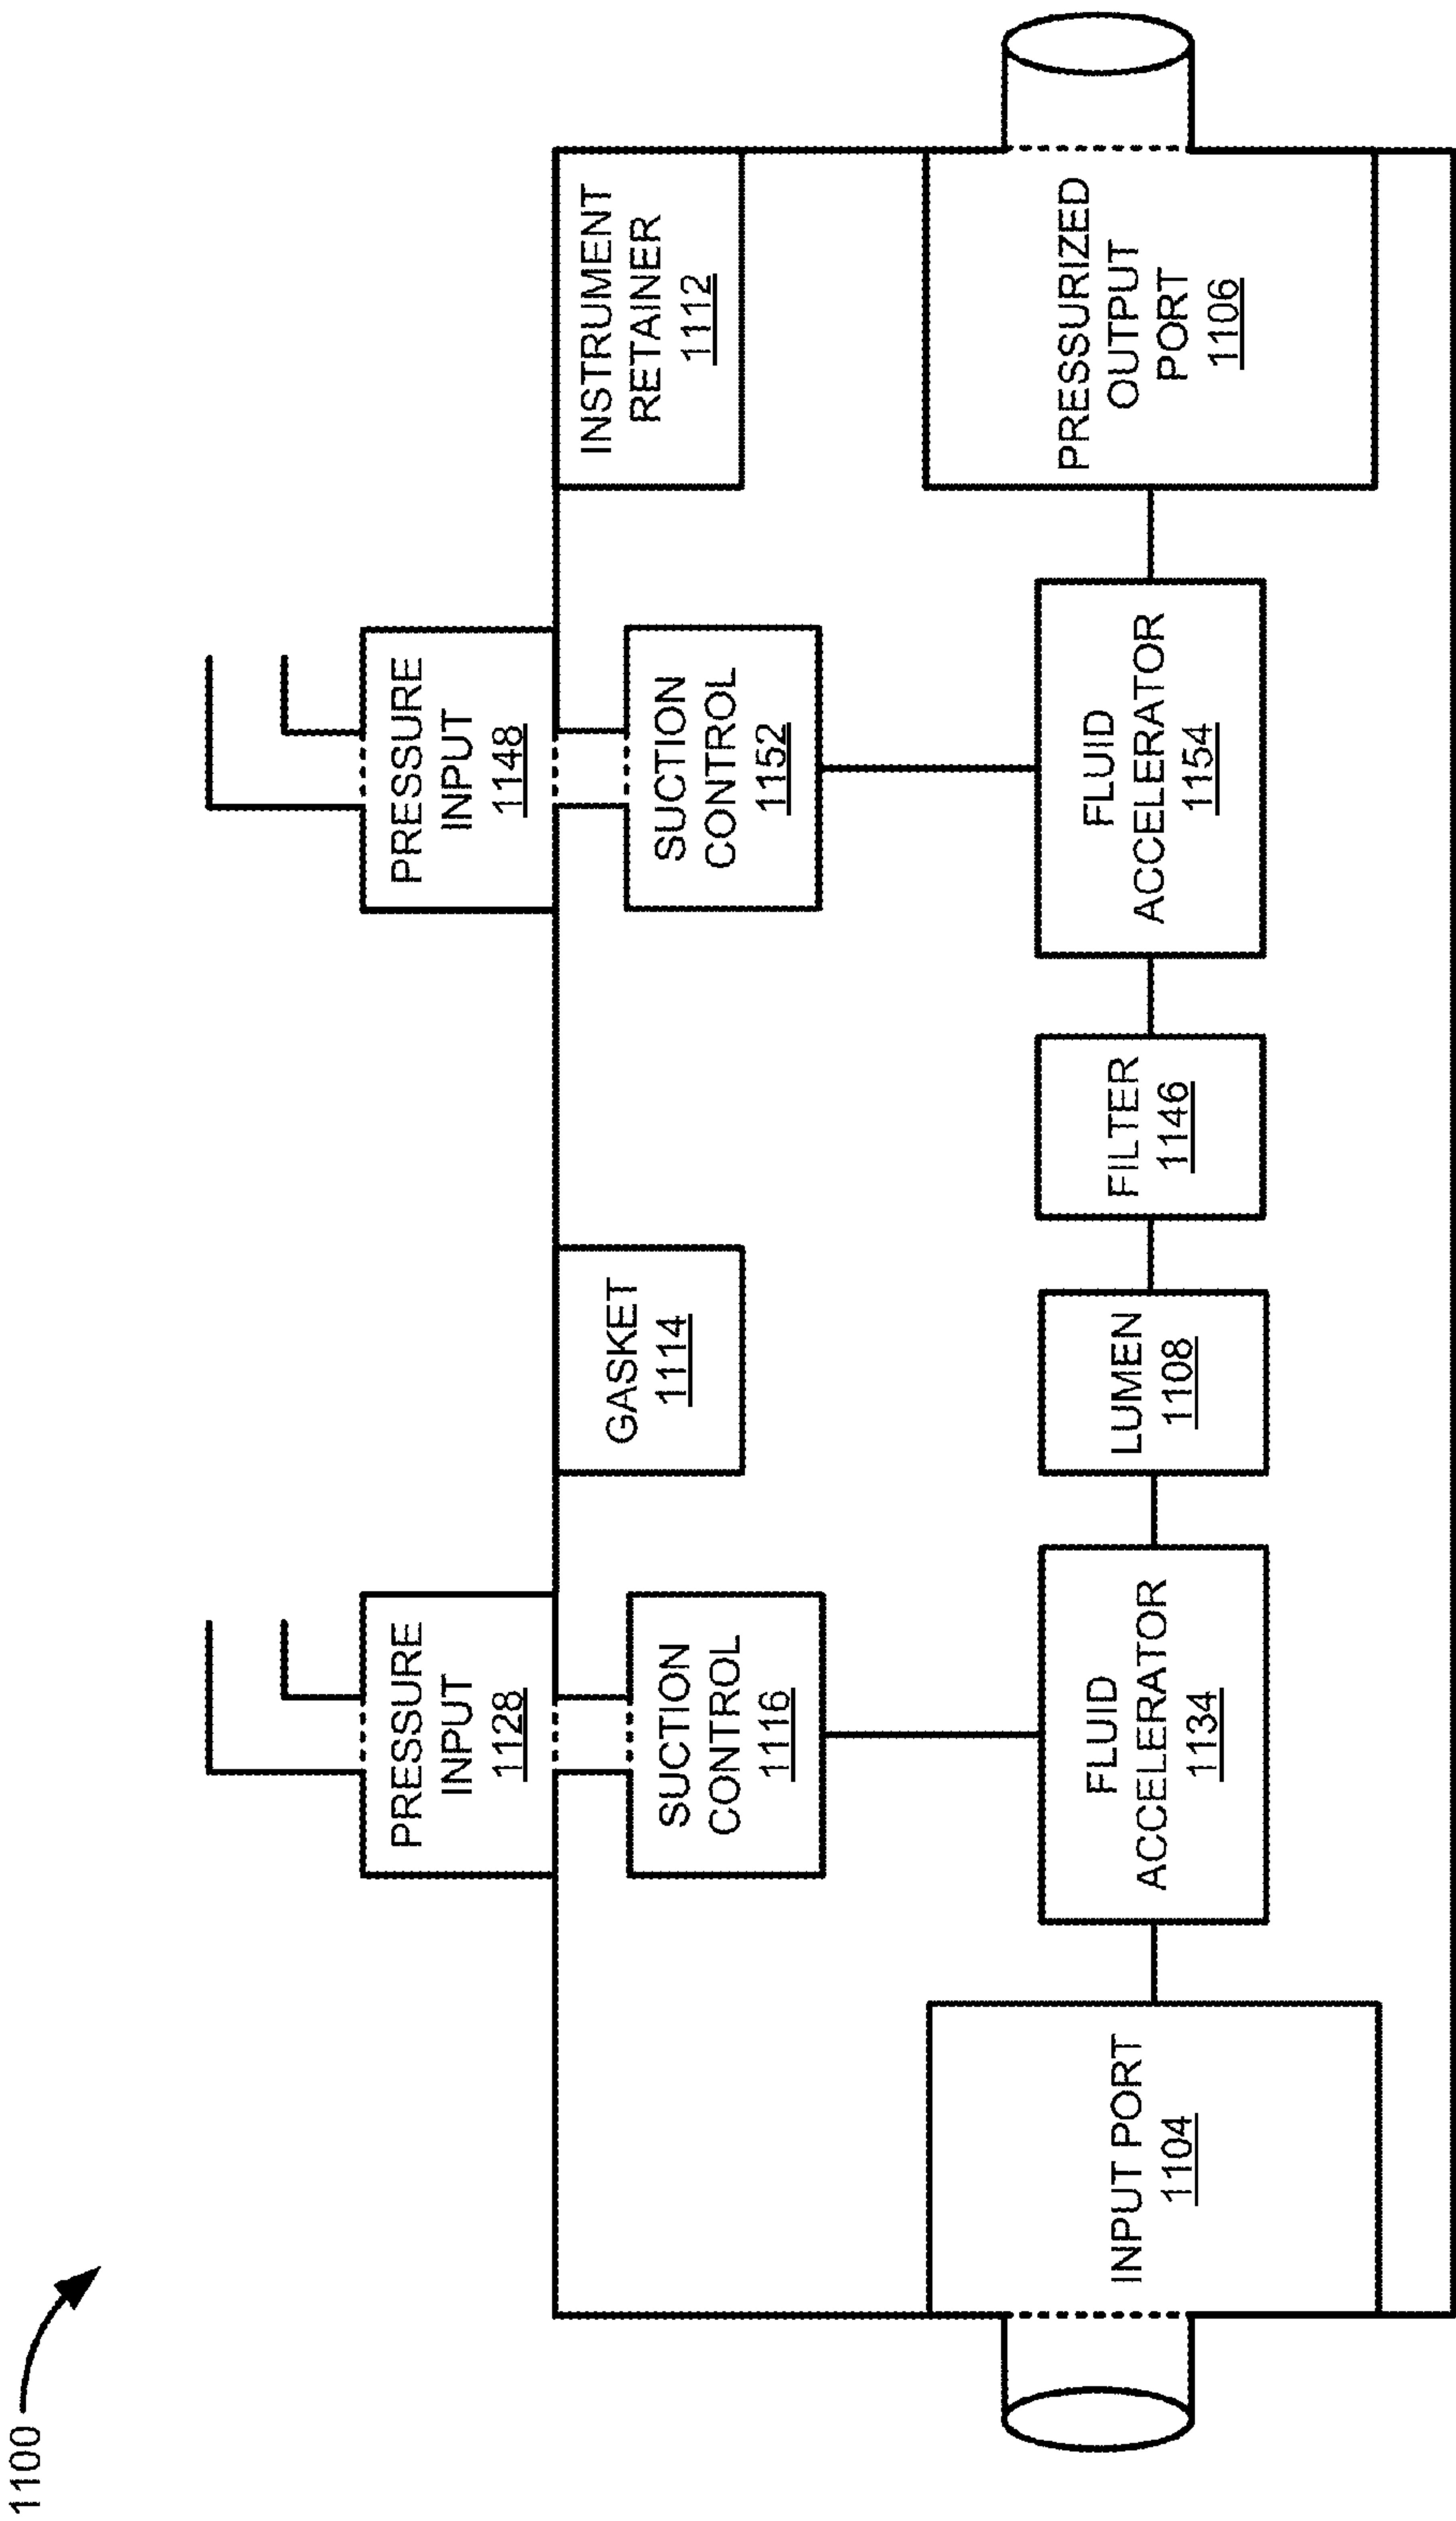 1100
PRESSURE
INPUT
1128
PRESSURE
INPUT
1148
SUCTION
CONTROL
1116
GASKET
1114
SUCTION
CONTROL
1152
INSTRUMENT
RETAINER
1112
INPUT PORT
1104
FLUID
ACCELERATOR
1134
LUMEN
1108
FILTER
1146
FLUID
ACCELERATOR
1154
PRESSURIZED
OUTPUT
PORT
1106